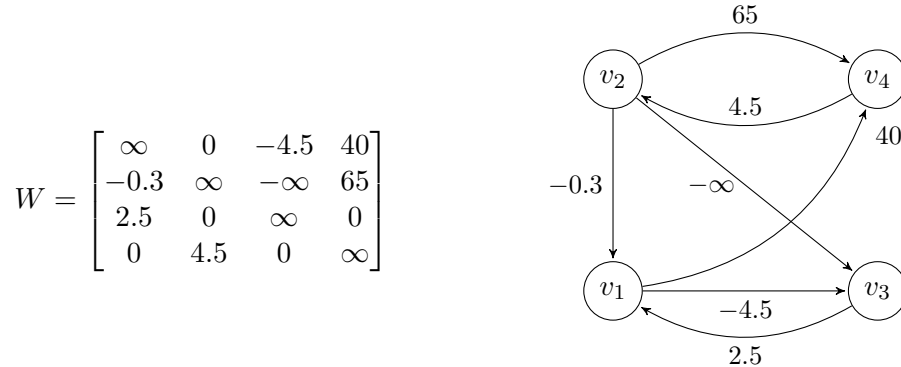 65
v₂ v₄
4.5
40
W = [∞ 0 −4.5 40
−0.3 ∞ −∞ 65
2.5 0 ∞ 0
0 4.5 0 ∞]
−0.3 −∞
v₁ v₃
−4.5
2.5